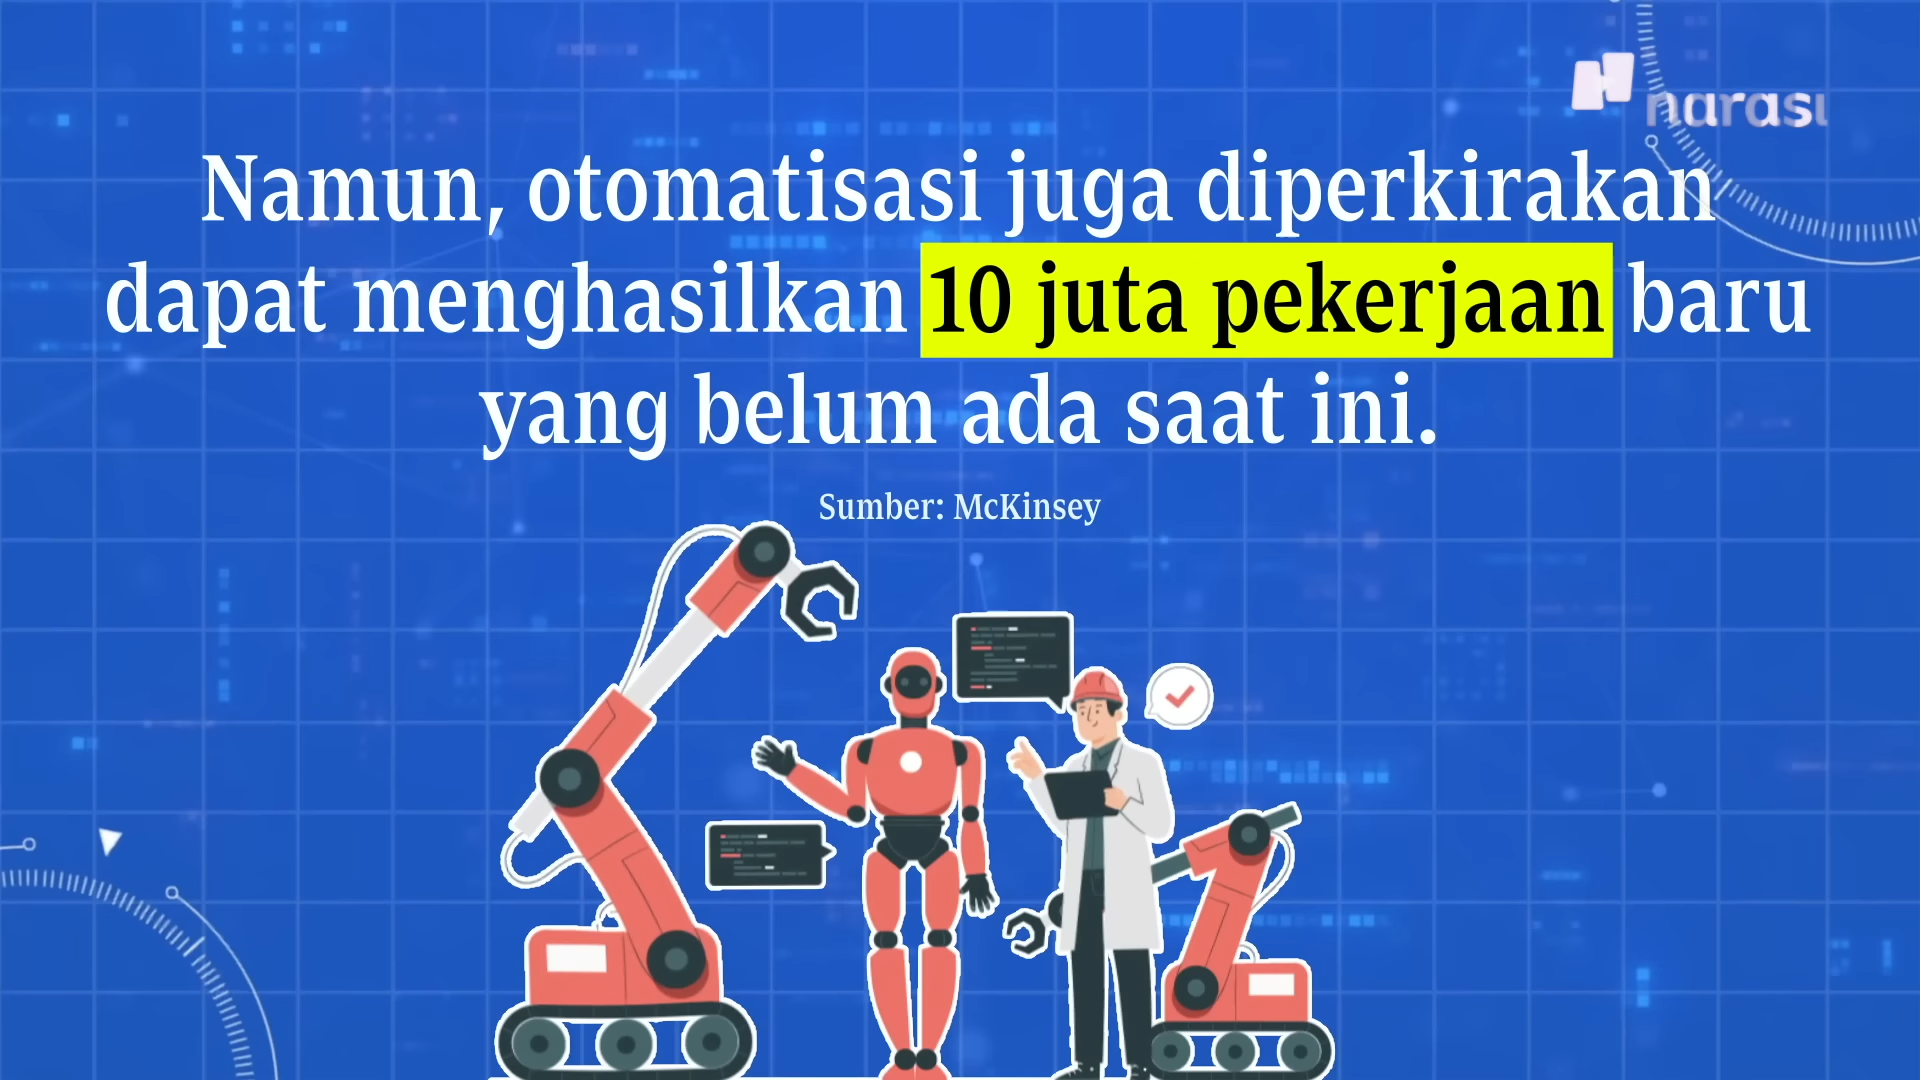 narasi
Namun, otomatisasi juga diperkirakan
dapat menghasilkan 10 juta pekerjaan baru
yang belum ada saat ini.
Sumber: McKinsey